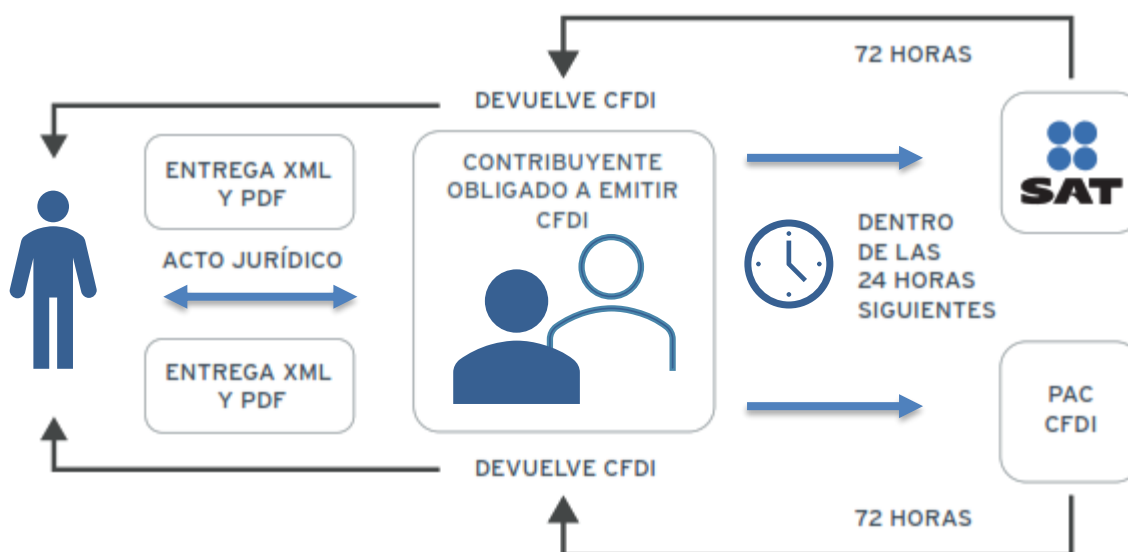 72 HORAS
DEVUELVE CFDI
ENTREGA XML
Y PDF
CONTRIBUYENTE
OBLIGADO A EMITIR
CFDI
SAT
ACTO JURÍDICO
DENTRO
DE LAS
24 HORAS
SIGUIENTES
ENTREGA XML
Y PDF
PAC
CFDI
DEVUELVE CFDI
72 HORAS